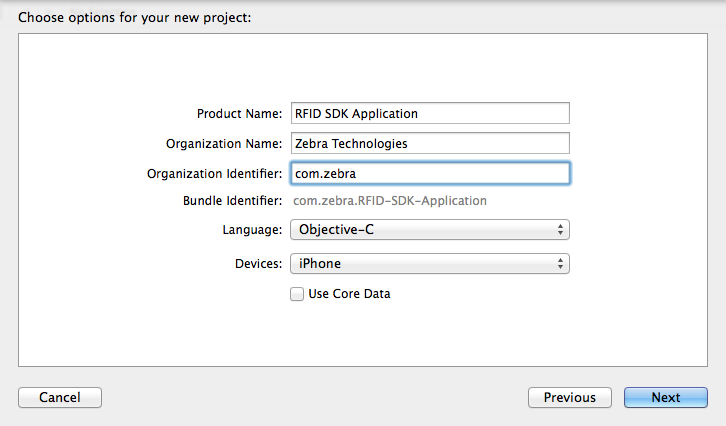 Choose options for your new project:
Product Name: RFID SDK Application
Organization Name: Zebra Technologies
Organization Identifier: com.zebra
Bundle Identifier: com.zebra.RFID-SDK-Application
Language: Objective-C
Devices: iPhone
Use Core Data
Cancel Previous Next